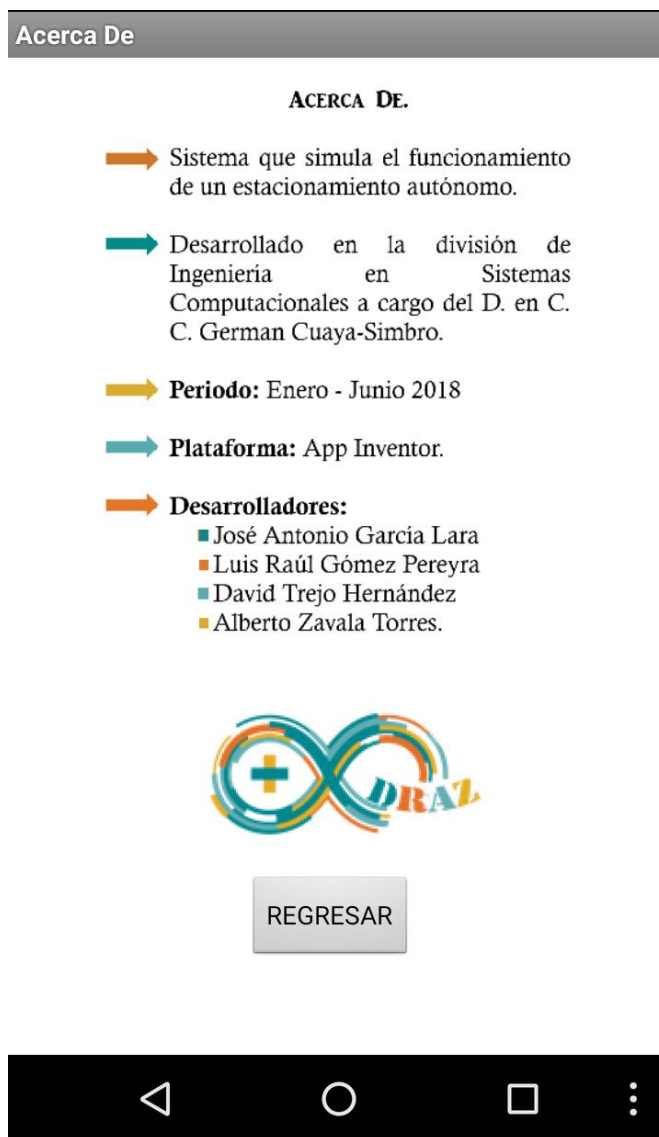 Acerca De
ACERCA DE.
Sistema que simula el funcionamiento
de un estacionamiento autónomo.
Desarrollado en la división de
Ingeniería en Sistemas
Computacionales a cargo del D. en C.
C. German Cuaya-Simbro.
Periodo: Enero - Junio 2018
Plataforma: App Inventor.
Desarrolladores:
José Antonio García Lara
Luis Raúl Gómez Pereyra
David Trejo Hernández
Alberto Zavala Torres.
DRAZ
REGRESAR